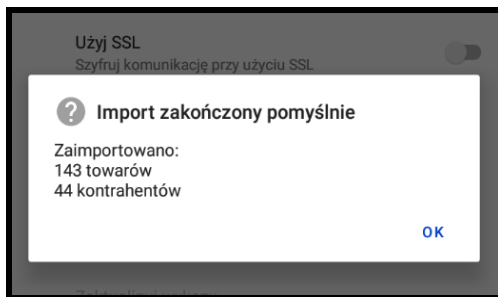 Użyj SSL
Szyfruj komunikację przy użyciu SSL
Import zakończony pomyślnie
Zaimportowano:
143 towarów
44 kontrahentów
OK